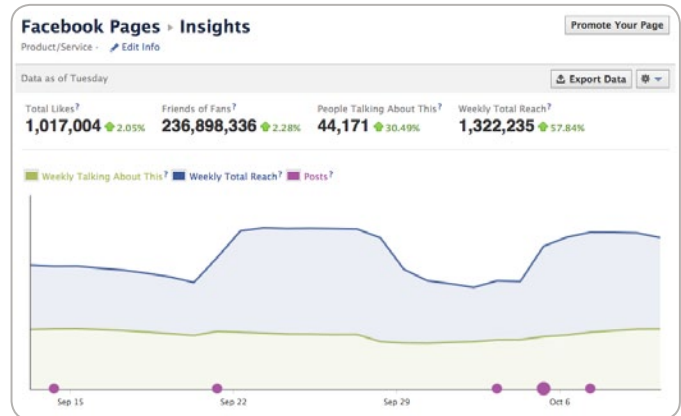 Facebook Pages ▸ Insights
Promote Your Page
Product/Service · Edit Info
Data as of Tuesday
Export Data
Total Likes? Friends of Fans? People Talking About This? Weekly Total Reach?
1,017,004 2.05% 236,898,336 2.28% 44,171 30.49% 1,322,235 57.84%
Weekly Talking About This? Weekly Total Reach? Posts?
Sep 15 Sep 22 Sep 29 Oct 6